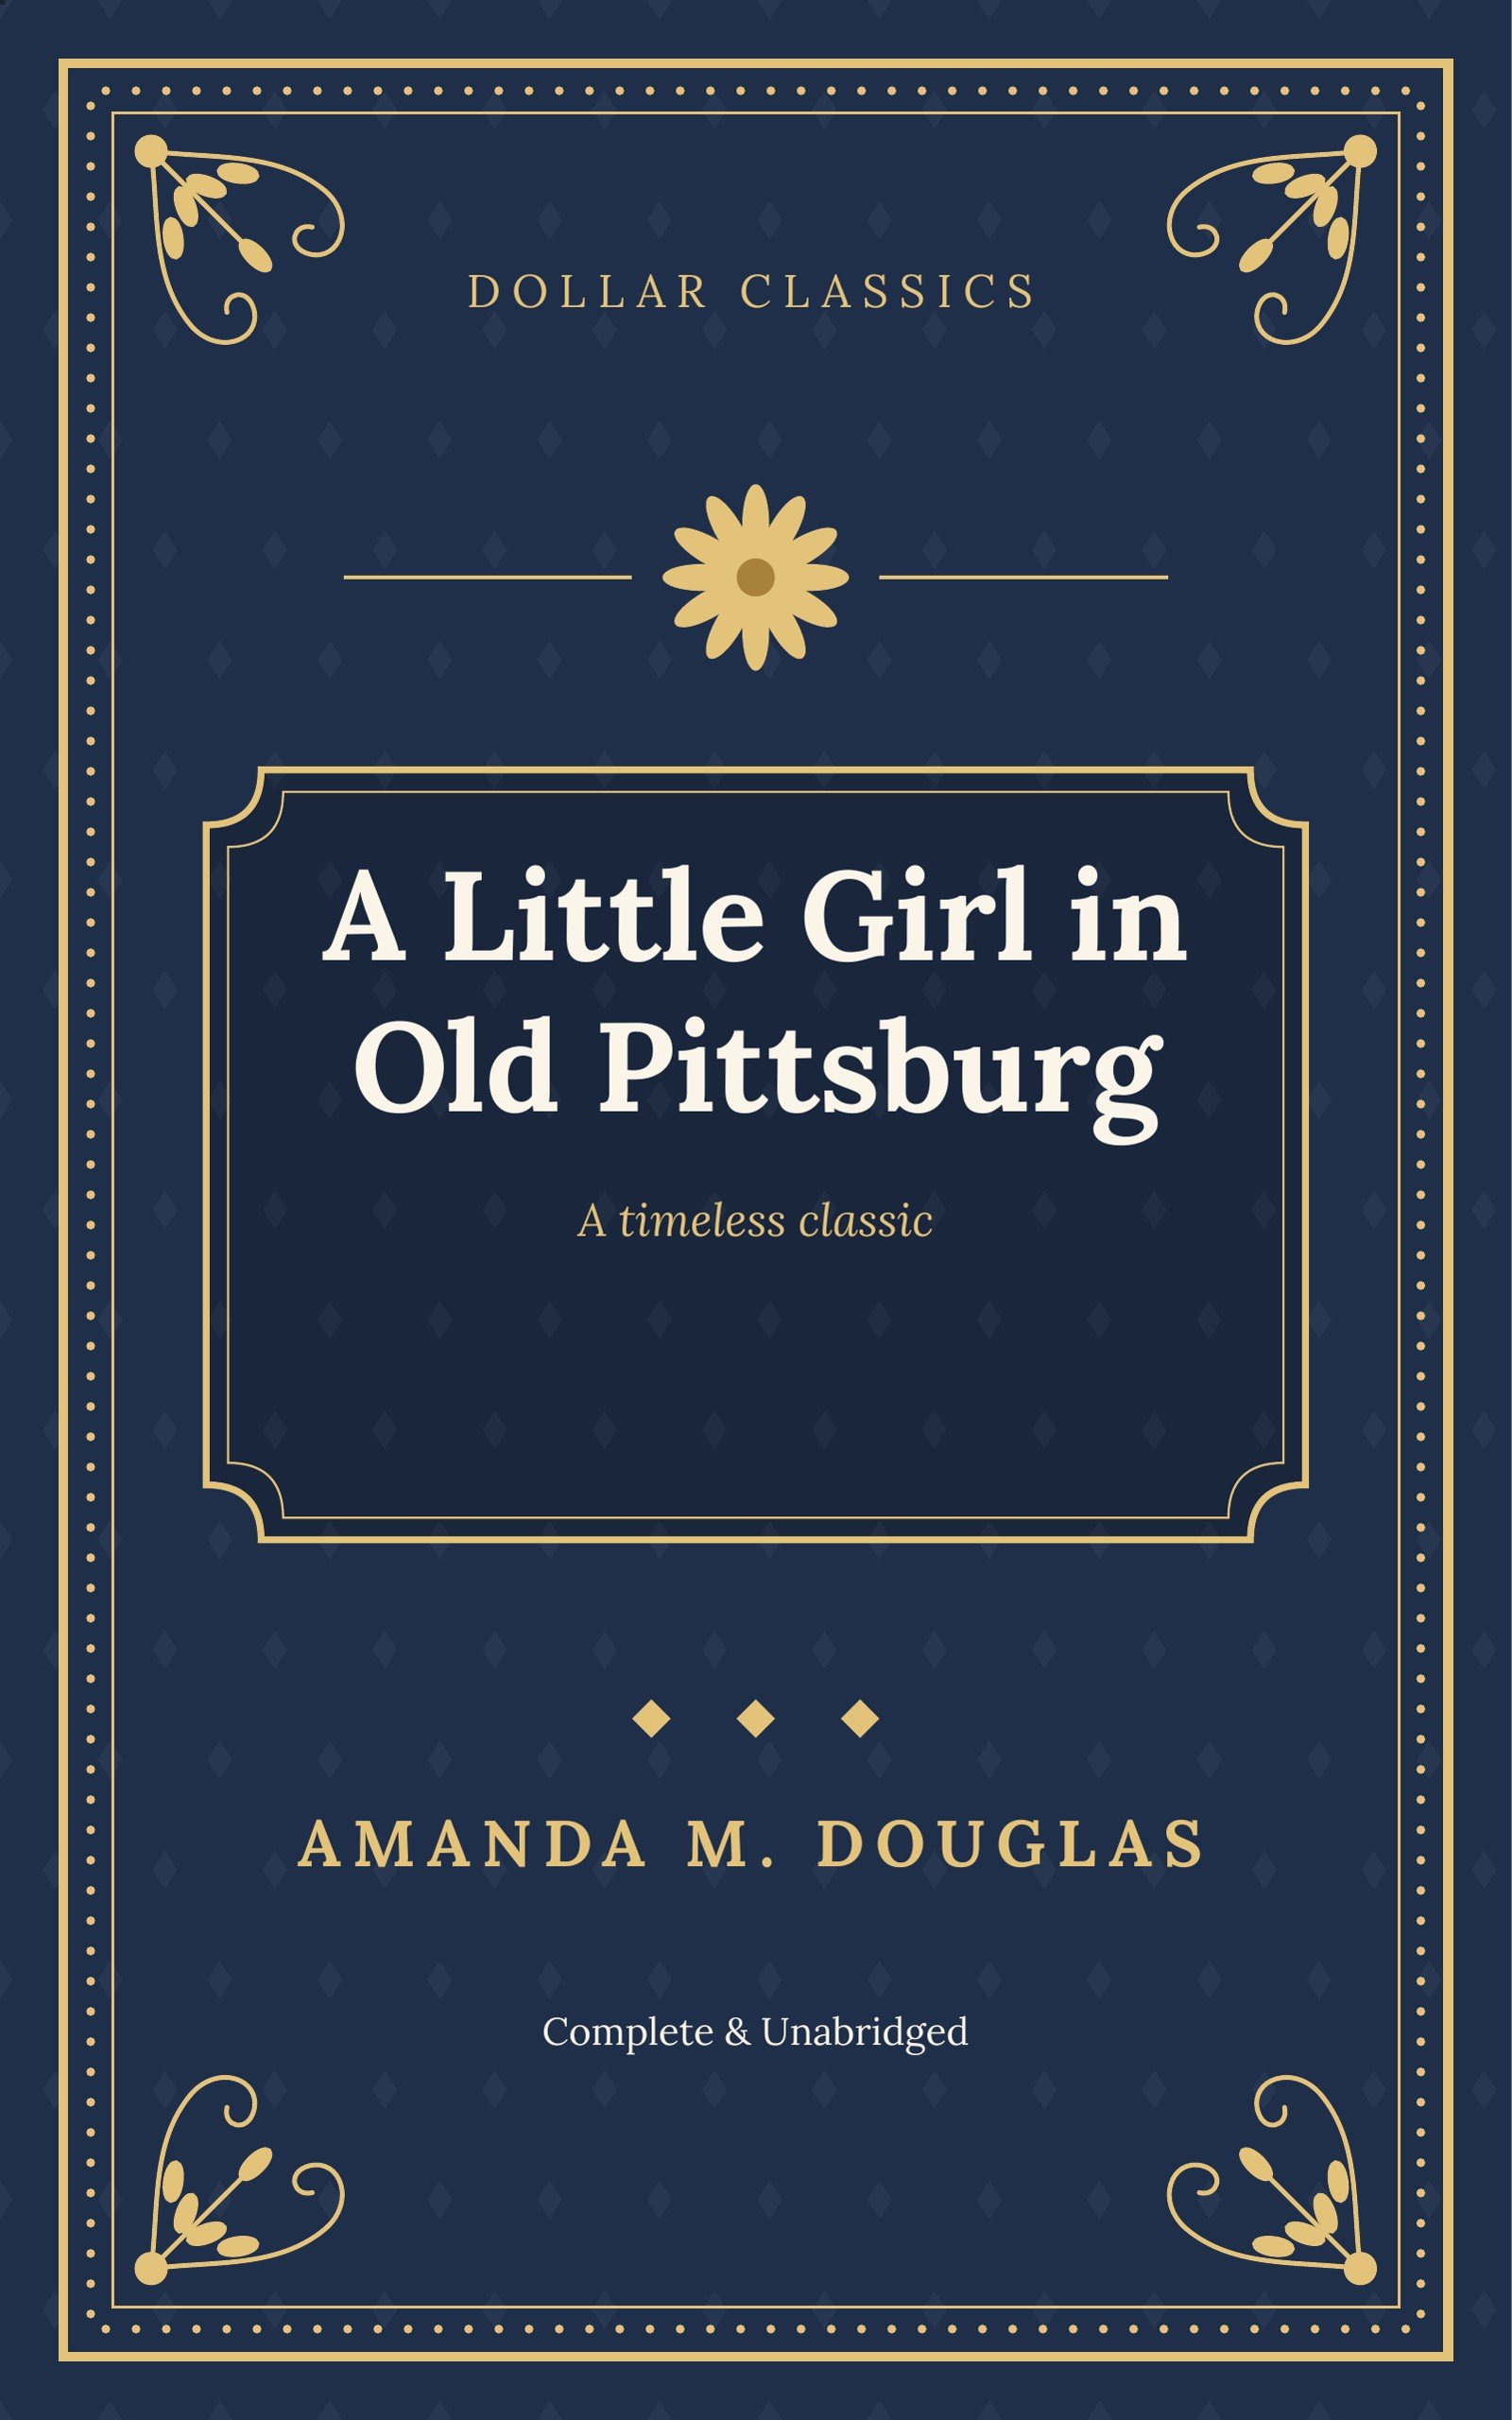 DOLLAR CLASSICS
A Little Girl in
Old Pittsburg
A timeless classic
AMANDA M. DOUGLAS
Complete & Unabridged